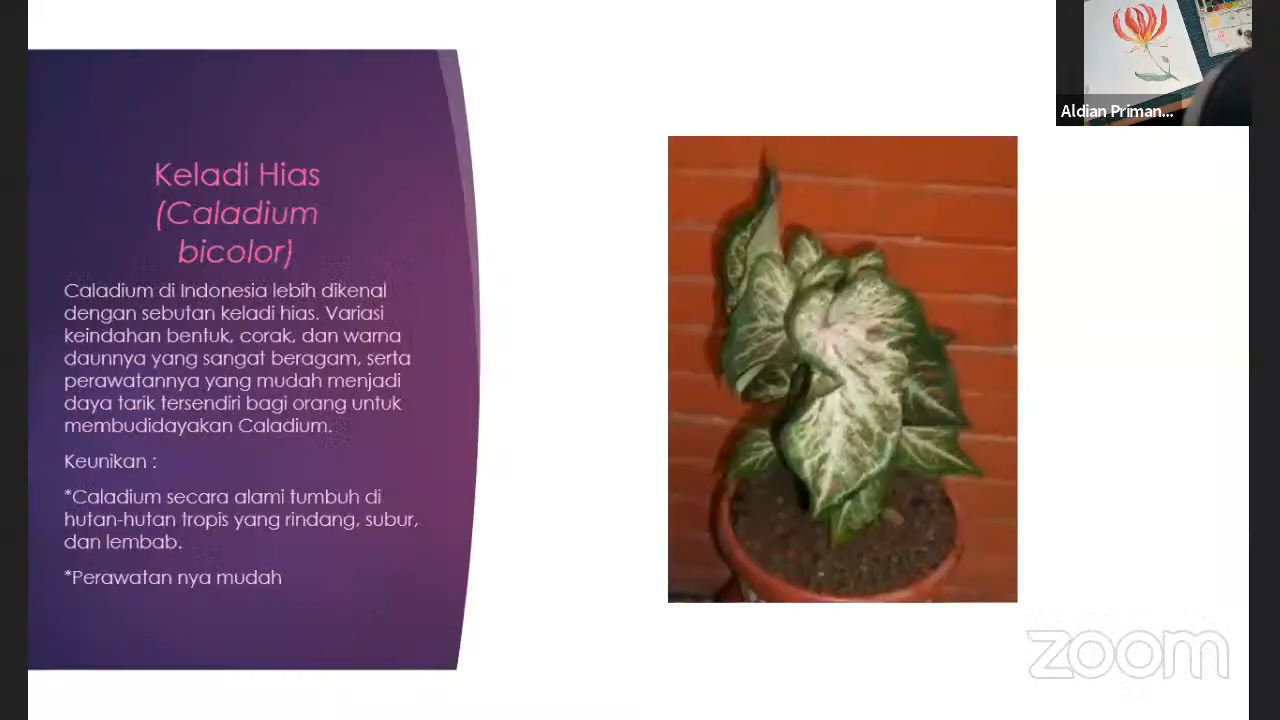 Aldian Priman...
Keladi Hias
(Caladium
bicolor)
Caladium di Indonesia lebih dikenal
dengan sebutan keladi hias. Variasi
keindahan bentuk, corak, dan warna
daunnya yang sangat beragam, serta
perawatannya yang mudah menjadi
daya tarik tersendiri bagi orang untuk
membudidayakan Caladium.
Keunikan :
*Caladium secara alami tumbuh di
hutan-hutan tropis yang rindang, subur,
dan lembab.
*Perawatan nya mudah
zoom